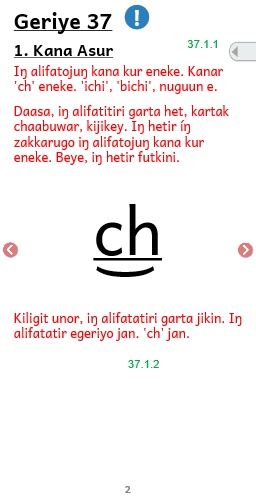 Geriye 37
!
37.1.1
1. Kana Asur
Iŋ alifatojuŋ kana kur eneke. Kanar
'ch' eneke. 'ichi', 'bichi', nuguun e.
Daasa, iŋ alifatitiri garta het, kartak
chaabuwar, kijikey. Iŋ hetir íŋ
zakkarugo iŋ alifatojuŋ kana kur
eneke. Beye, iŋ hetir futkini.
ch
Kiligit unor, iŋ alifatatiri garta jikin. Iŋ
alifatatir egeriyo jan. 'ch' jan.
37.1.2
2